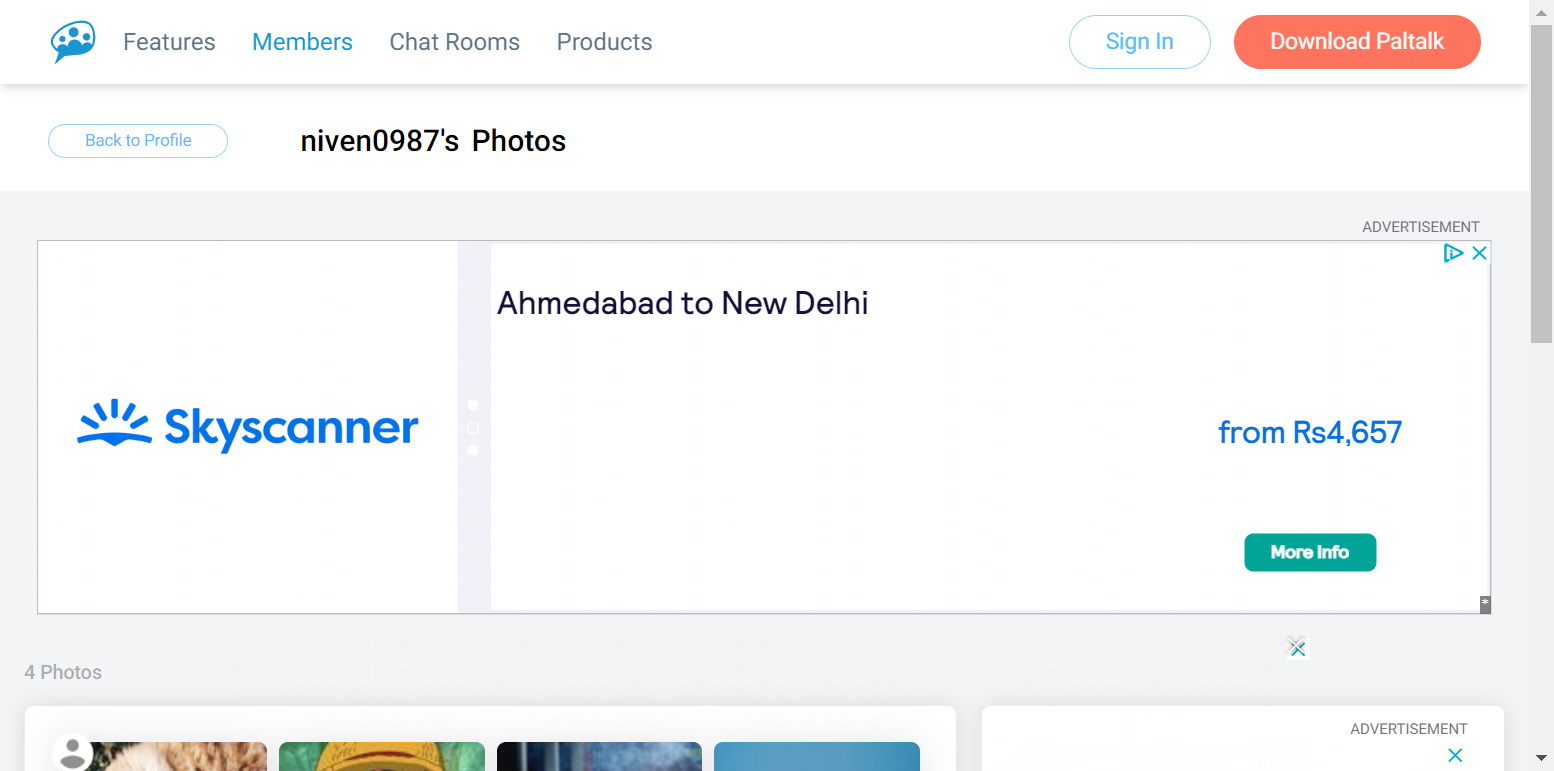 Features Members Chat Rooms Products Sign In Download Paltalk
Back to Profile niven0987's Photos
ADVERTISEMENT
Ahmedabad to New Delhi
Skyscanner
from Rs4,657
More Info
4 Photos
ADVERTISEMENT